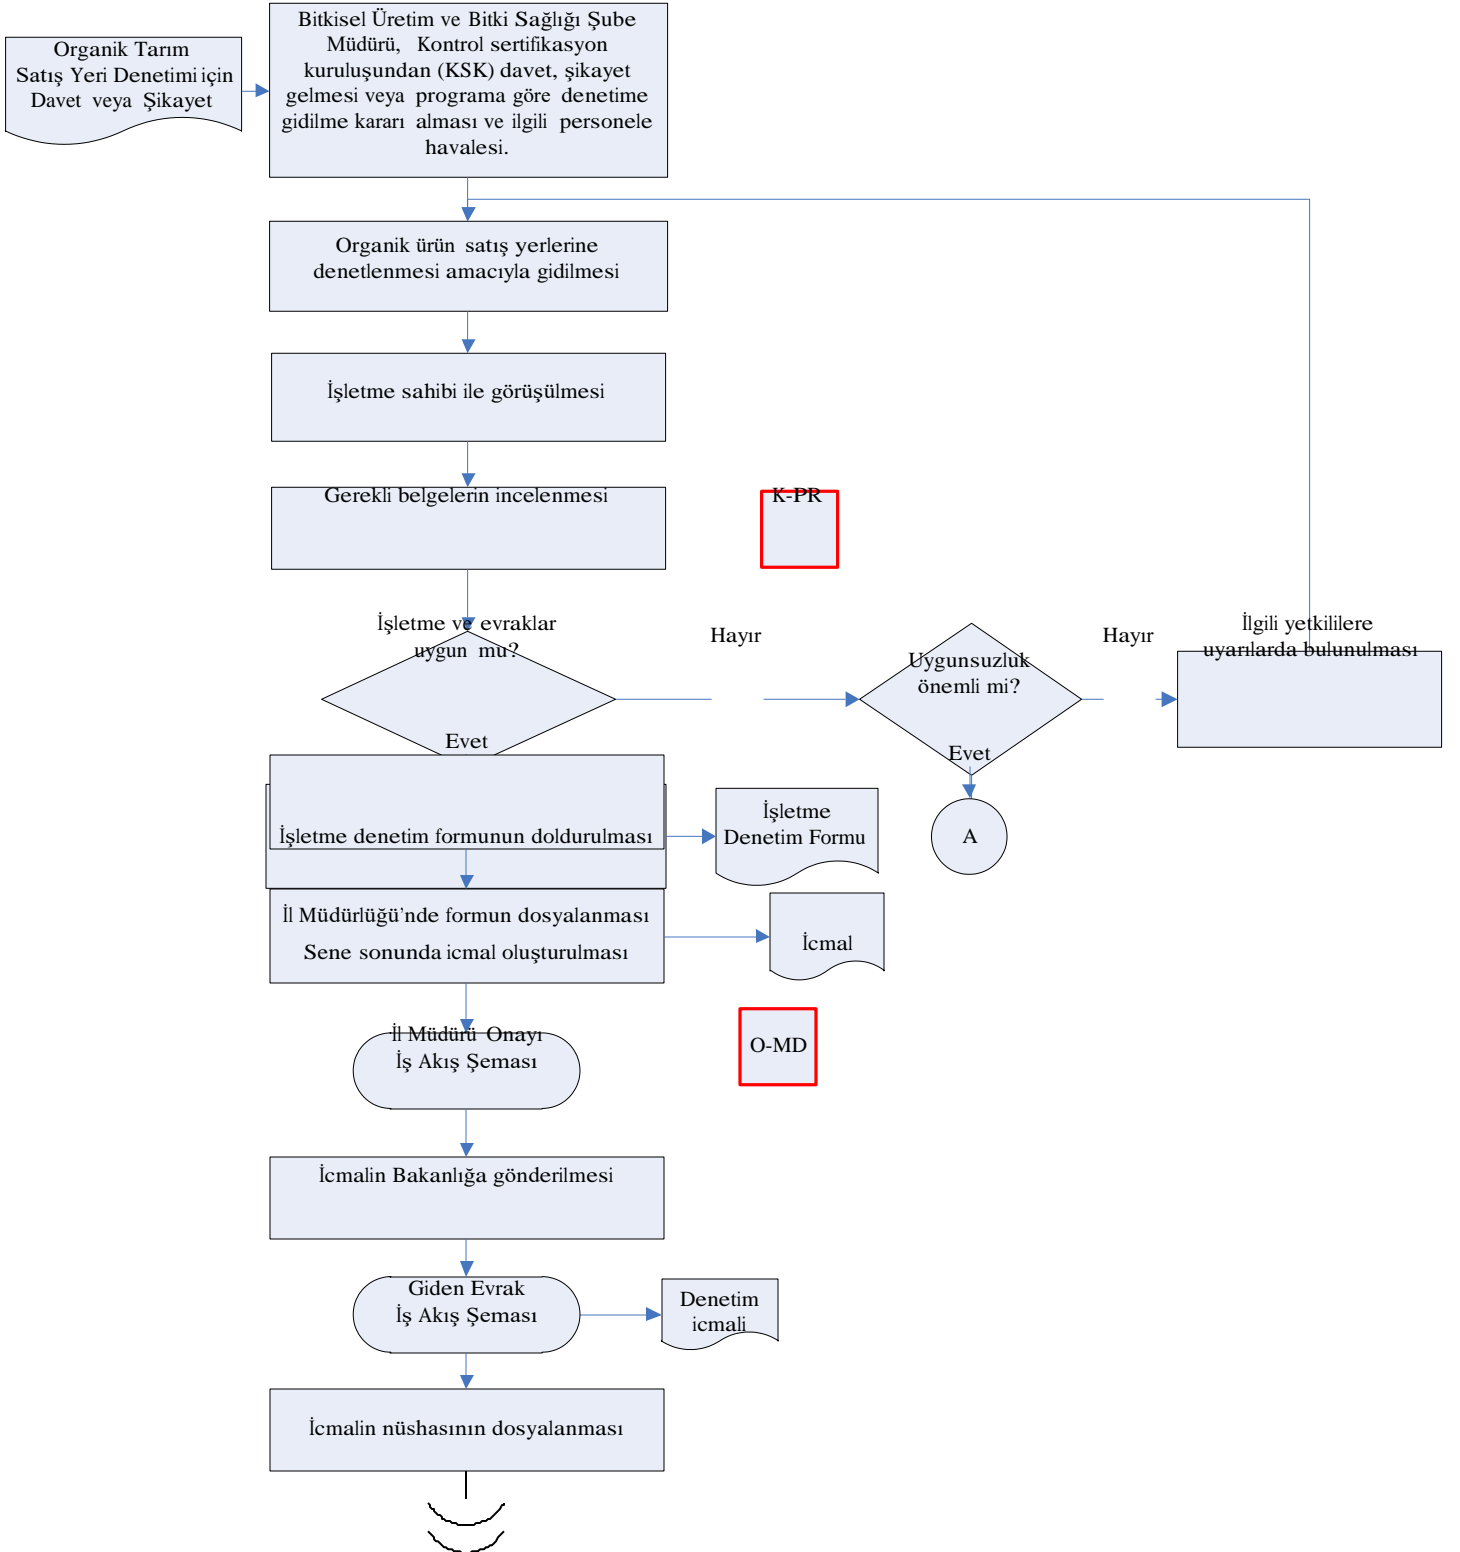 Organik Tarım
Satış Yeri Denetimi için
Davet veya Şikayet
Bitkisel Üretim ve Bitki Sağlığı Şube
Müdürü, Kontrol sertifikasyon
kuruluşundan (KSK) davet, şikayet
gelmesi veya programa göre denetime
gidilme kararı alması ve ilgili personele
havalesi.
Organik ürün satış yerlerine
denetlenmesi amacıyla gidilmesi
İşletme sahibi ile görüşülmesi
Gerekli belgelerin incelenmesi
K-PR
İşletme ve evraklar
uygun mu?
Hayır
Uygunsuzluk
önemli mi?
Hayır
İlgili yetkililere
uyarılarda bulunulması
Evet
Evet
İşletme denetim formunun doldurulması
İşletme
Denetim Formu
A
İl Müdürlüğü'nde formun dosyalanması
Sene sonunda icmal oluşturulması
İcmal
İl Müdürü Onayı
İş Akış Şeması
O-MD
İcmalin Bakanlığa gönderilmesi
Giden Evrak
İş Akış Şeması
Denetim
icmali
İcmalin nüshasının dosyalanması